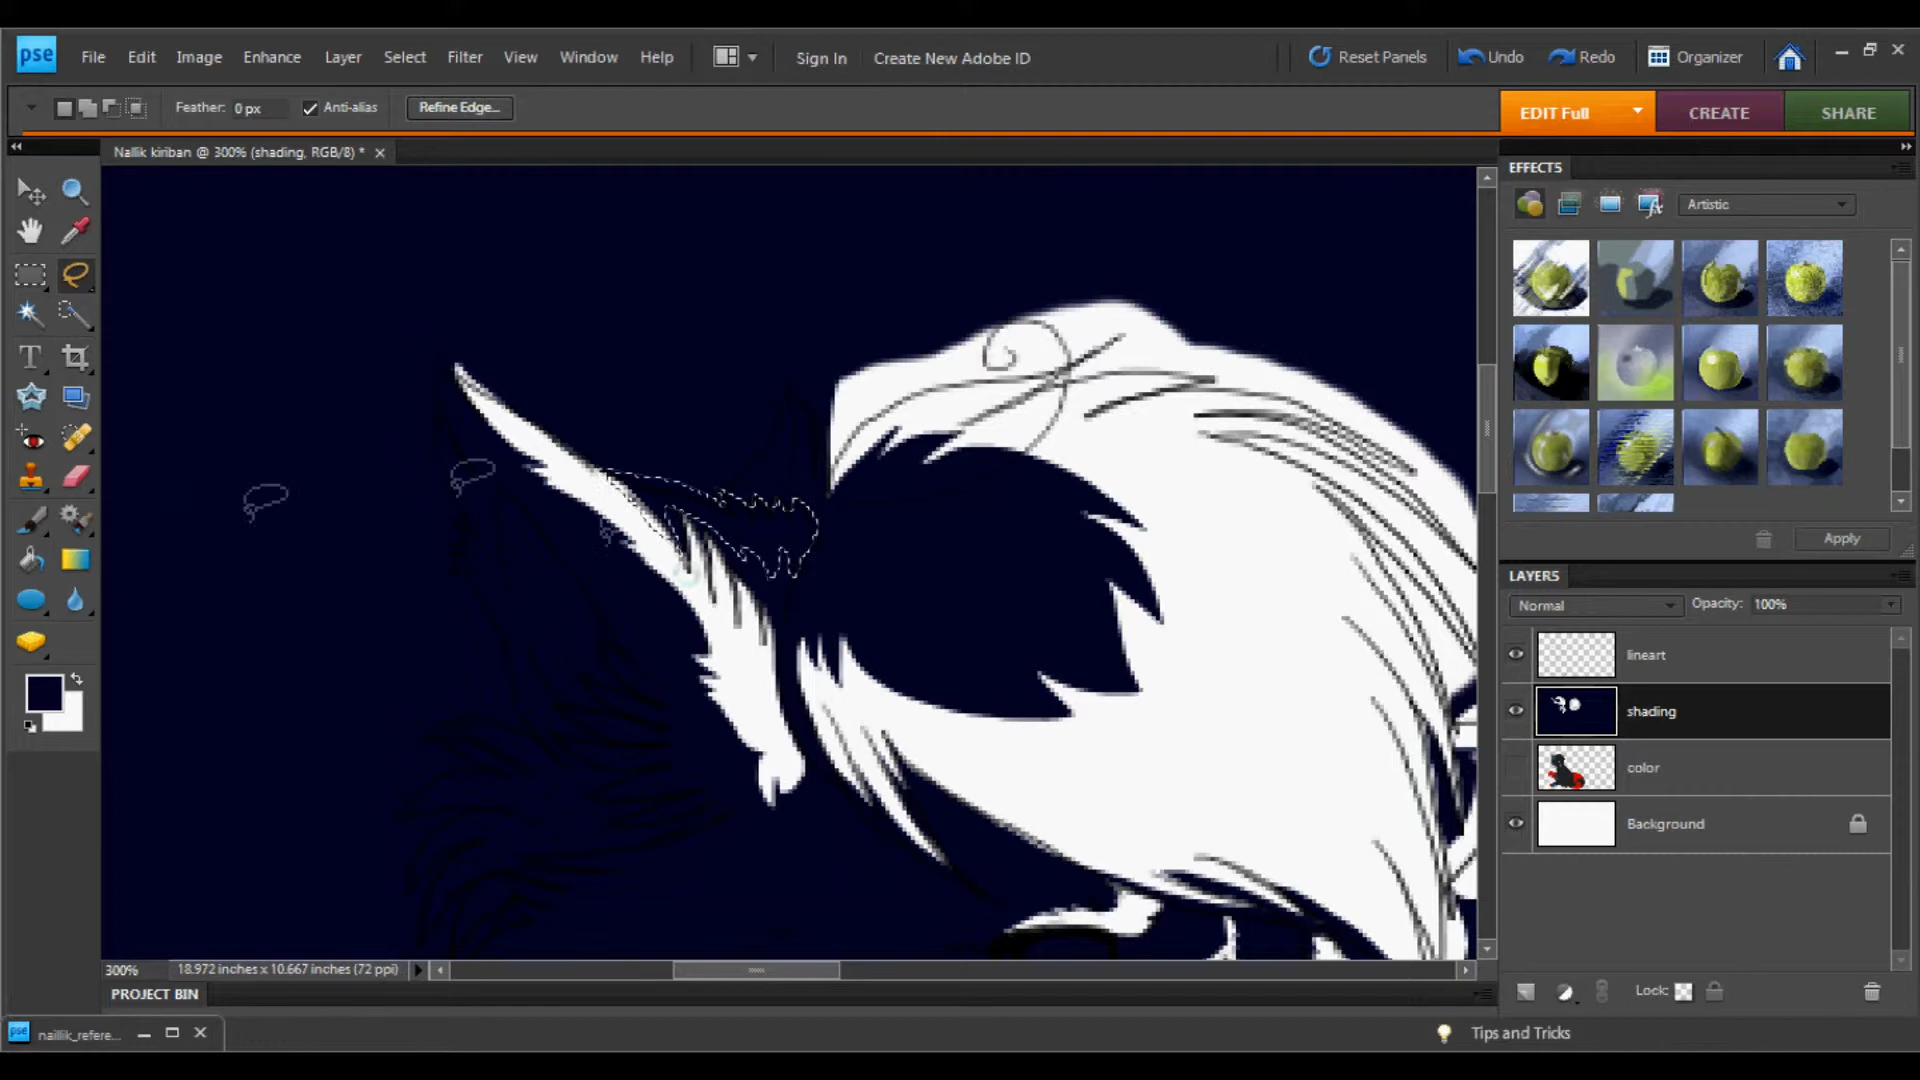 pse File Edit Image Enhance Layer Select Filter View Window Help Sign In Create New Adobe ID Reset Panels Undo Redo Organizer
Feather: 0 px Anti-alias Refine Edge... EDIT Full CREATE SHARE
Nallik kiriban @ 300% (shading, RGB/8) *
EFFECTS
Artistic
Apply
LAYERS
Normal Opacity: 100%
lineart
shading
color
Background
Lock:
300% 18.972 inches x 10.667 inches (72 ppi)
PROJECT BIN
pse naillik_refere... Tips and Tricks